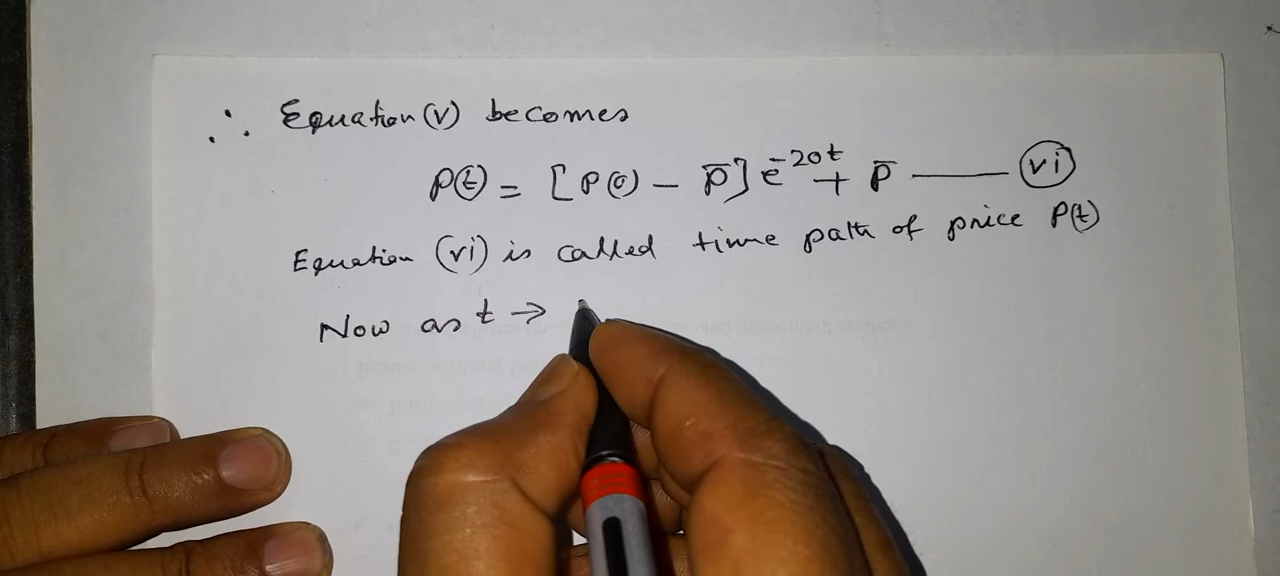 ∴ Equation (v) becomes
P(t) = [P(0) - P̄] e^-20t + P̄ —— (vi)
Equation (vi) is called time path of price P(t)
Now as t →